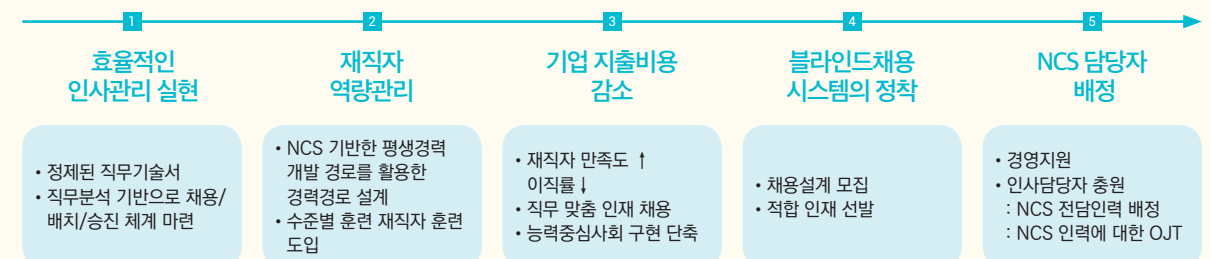 1
효율적인
인사관리 실현
• 정제된 직무기술서
• 직무분석 기반으로 채용/
배치/승진 체계 마련
2
재직자
역량관리
• NCS 기반한 평생경력
개발 경로를 활용한
경력경로 설계
• 수준별 훈련 재직자 훈련
도입
3
기업 지출비용
감소
• 재직자 만족도 ↑
이직률↓
• 직무 맞춤 인재 채용
• 능력중심사회 구현 단축
4
블라인드채용
시스템의 정착
• 채용설계 모집
• 적합 인재 선발
5
NCS 담당자
배정
• 경영지원
• 인사담당자 충원
: NCS 전담인력 배정
: NCS 인력에 대한 OJT